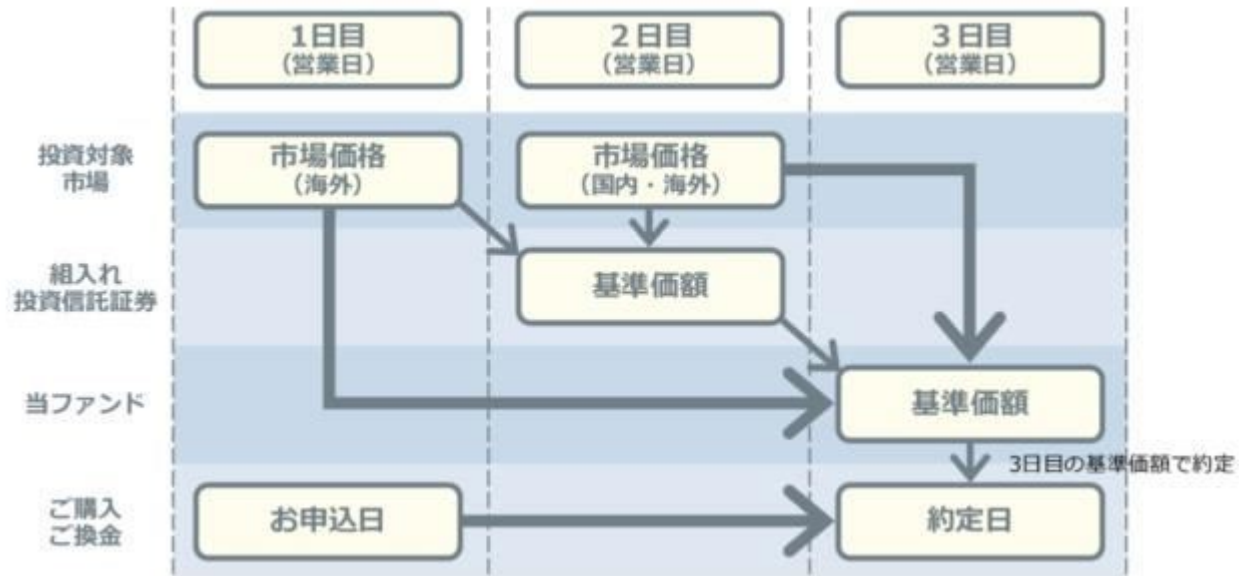 1日目
(営業日)
2日目
(営業日)
3日目
(営業日)
投資対象
市場
市場価格
(海外)
市場価格
(国内・海外)
組入れ
投資信託証券
基準価額
当ファンド
基準価額
3日目の基準価額で約定
ご購入
ご換金
お申込日
約定日